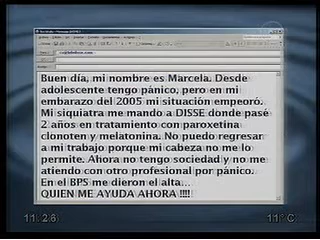 Buen día, mi nombre es Marcela. Desde
adolescente tengo pánico, pero en mi
embarazo del 2005 mi situación empeoró.
Mi siquiatra me mando a DISSE donde pasé
2 años en tratamiento con paroxetina
clonoten y melatonina. No puedo regresar
a mi trabajo porque mi cabeza no me lo
permite. Ahora no tengo sociedad y no me
atiendo con otro profesional por pánico.
En el BPS me dieron el alta...
QUIEN ME AYUDA AHORA !!!!
11:26
11°C